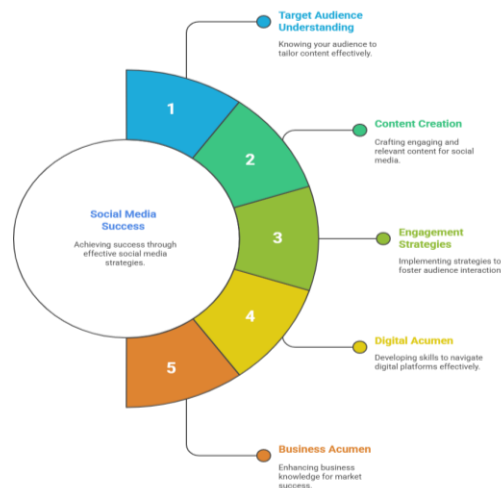 Target Audience
Understanding
Knowing your audience to
tailor content effectively.
1
Content Creation
Crafting engaging and
relevant content for social
media.
2
Social Media
Success
Achieving success through
effective social media
strategies.
3
Engagement
Strategies
Implementing strategies to
foster audience interaction
4
Digital Acumen
Developing skills to navigate
digital platforms effectively.
5
Business Acumen
Enhancing business
knowledge for market
success.